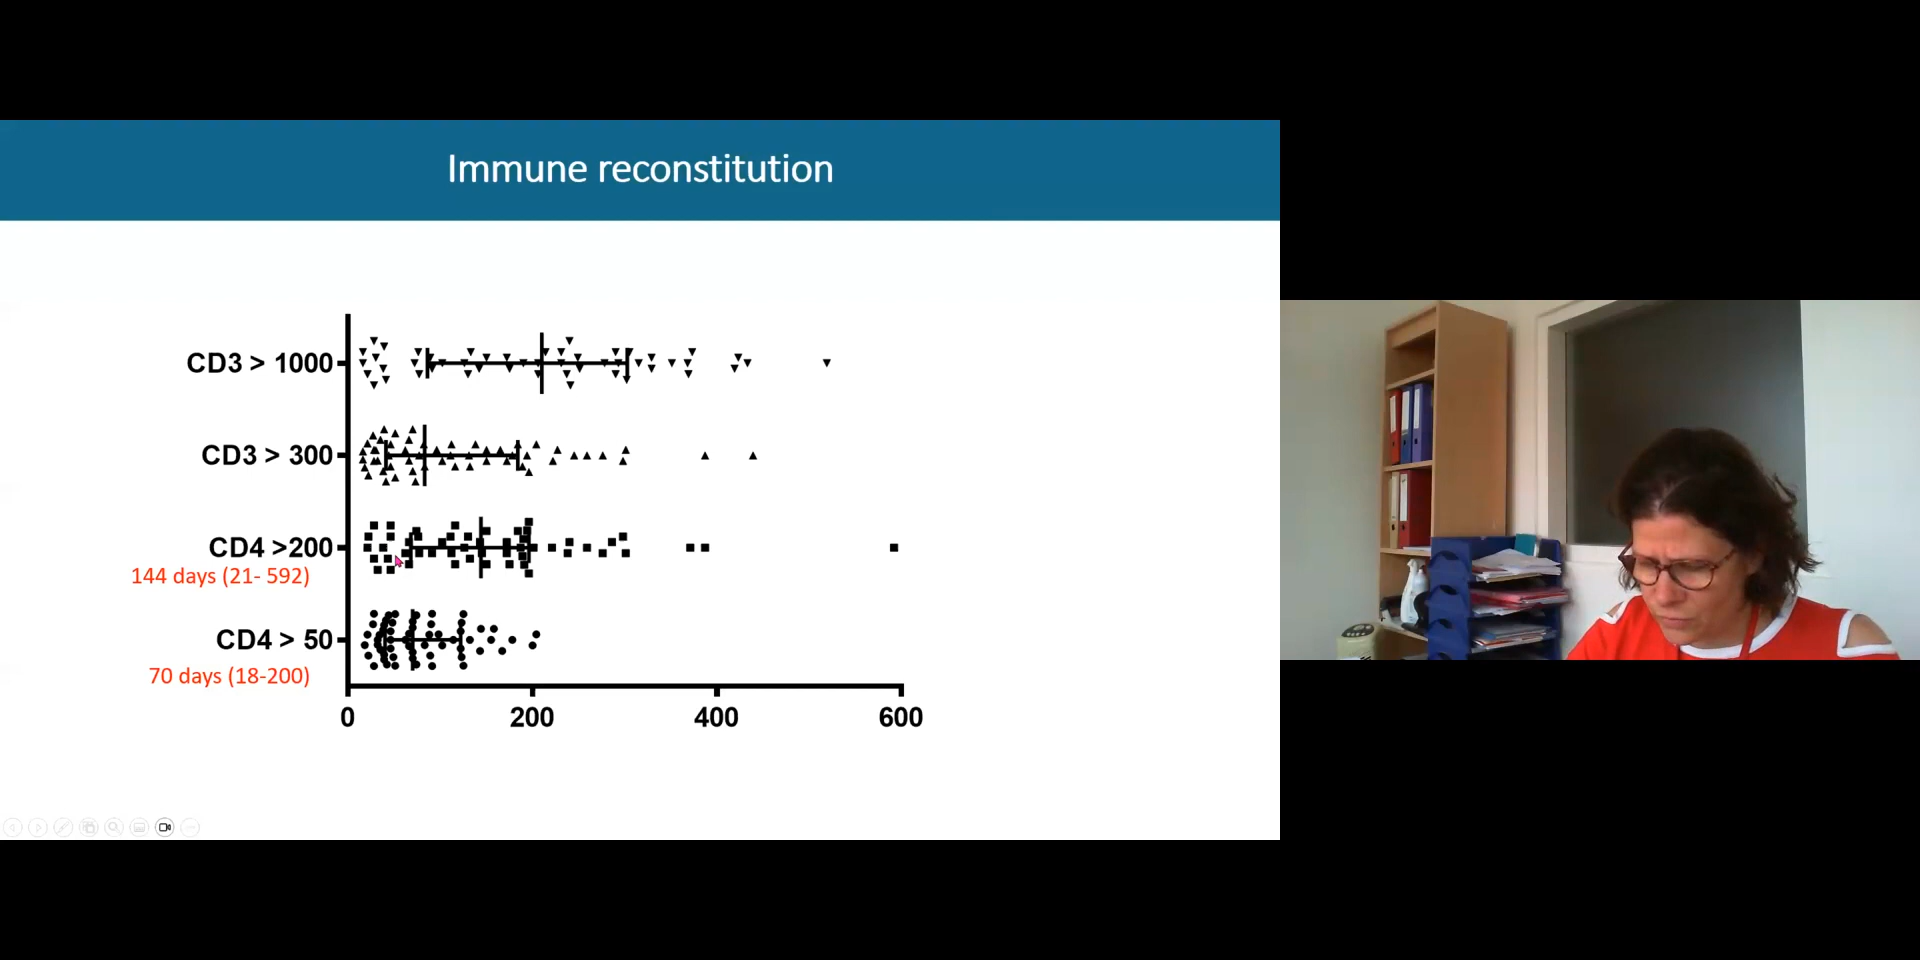 Immune reconstitution
CD3 > 1000
CD3 > 300
CD4 >200
144 days (21- 592)
CD4 > 50
70 days (18-200)
0 200 400 600